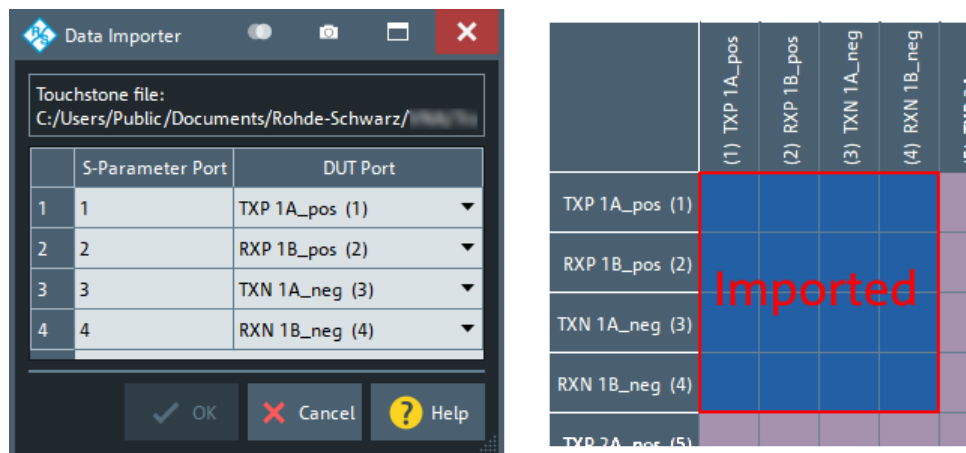 Data Importer
Touchstone file:
C:/Users/Public/Documents/Rohde-Schwarz/
S-Parameter Port DUT Port
1 1 TXP 1A_pos (1)
2 2 RXP 1B_pos (2)
3 3 TXN 1A_neg (3)
4 4 RXN 1B_neg (4)
OK Cancel ? Help
(1) TXP 1A_pos
(2) RXP 1B_pos
(3) TXN 1A_neg
(4) RXN 1B_neg
TXP 1A_pos (1)
RXP 1B_pos (2)
Imported
TXN 1A_neg (3)
RXN 1B_neg (4)
TXP 2A_pos (5)